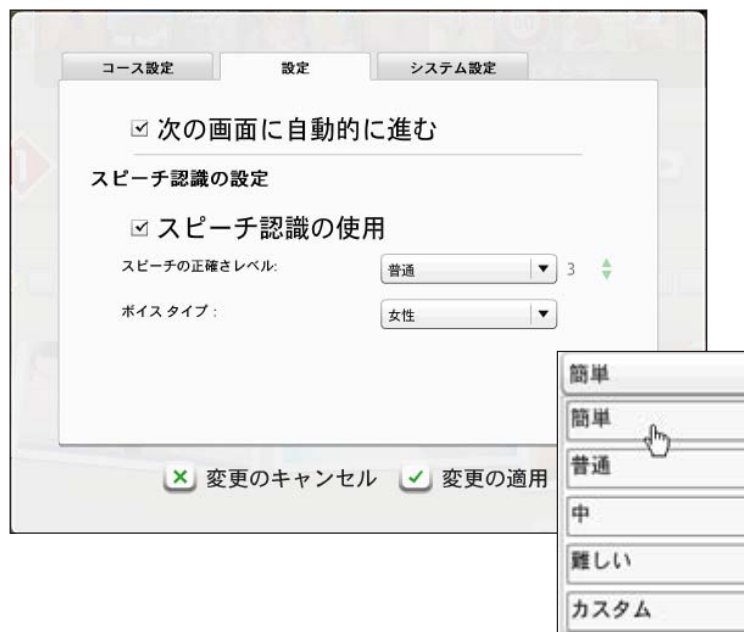 コース設定 設定 システム設定
次の画面に自動的に進む
スピーチ認識の設定
スピーチ認識の使用
スピーチの正確さレベル: 普通 3
ボイス タイプ : 女性
変更のキャンセル 変更の適用
簡単
簡単
普通
中
難しい
カスタム